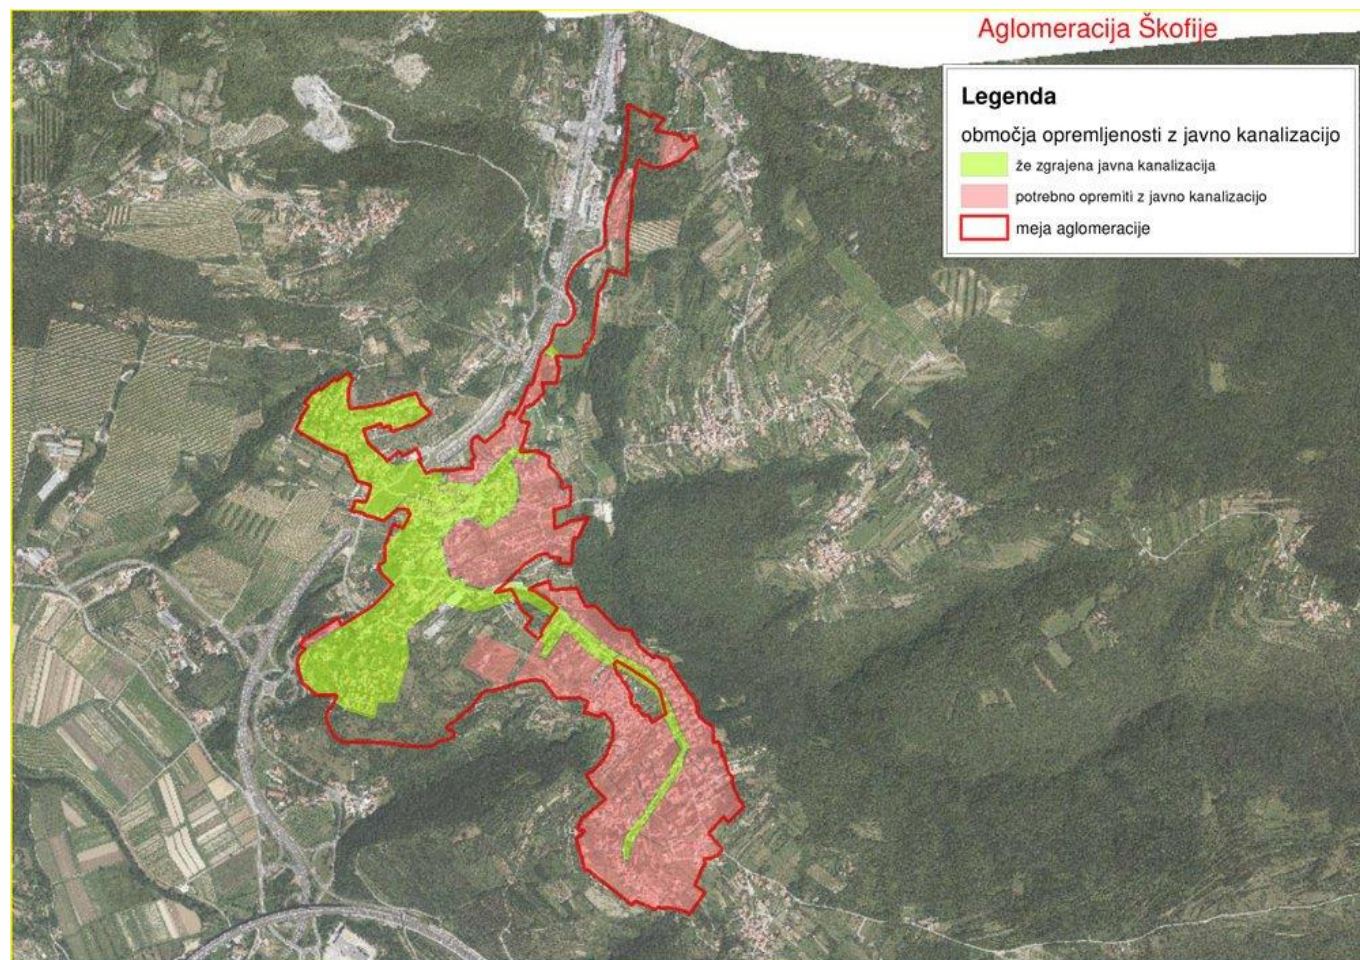 Aglomeracija Škofije
Legenda
območja opremljenosti z javno kanalizacijo
že zgrajena javna kanalizacija
potrebno opremiti z javno kanalizacijo
meja aglomeracije